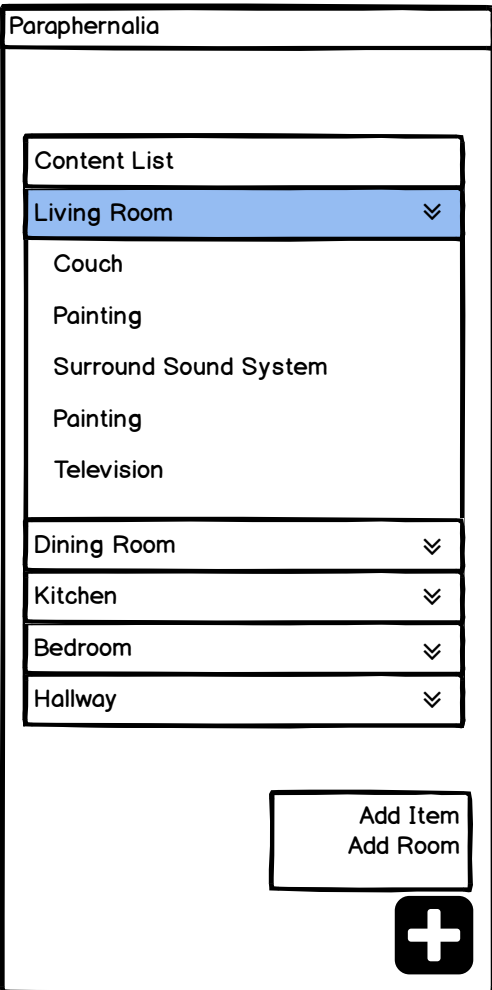 Paraphernalia
Content List
Living Room
Couch
Painting
Surround Sound System
Painting
Television
Dining Room
Kitchen
Bedroom
Hallway
Add Item
Add Room